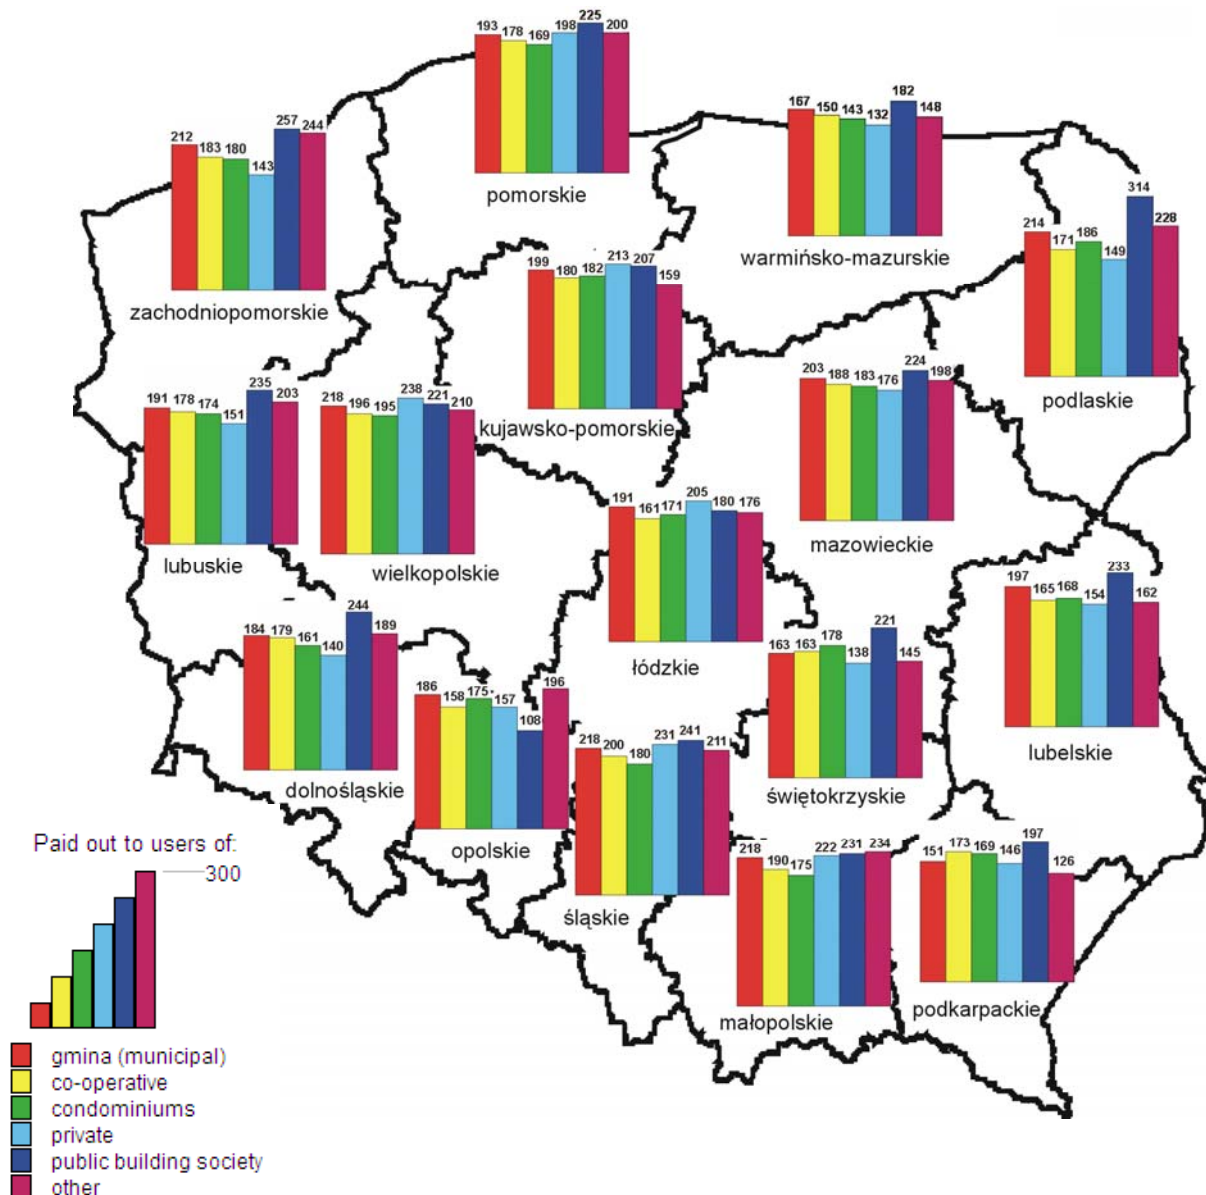 193 178 169 198 225 200
pomorskie
167 150 143 132 182 148
warmińsko-mazurskie
212 183 180 143 257 244
zachodniopomorskie
214 171 186 149 314 228
podlaskie
199 180 182 213 207 159
kujawsko-pomorskie
203 188 183 176 224 198
mazowieckie
191 178 174 151 235 203
lubuskie
218 196 195 238 221 210
wielkopolskie
191 161 171 205 180 176
łódzkie
197 165 168 154 233 162
lubelskie
184 179 161 140 244 189
dolnośląskie
186 158 175 157 108 196
opolskie
163 163 178 138 221 145
świętokrzyskie
218 200 180 231 241 211
śląskie
218 190 175 222 231 234
małopolskie
151 173 169 146 197 126
podkarpackie
Paid out to users of:
300
gmina (municipal)
co-operative
condominiums
private
public building society
other